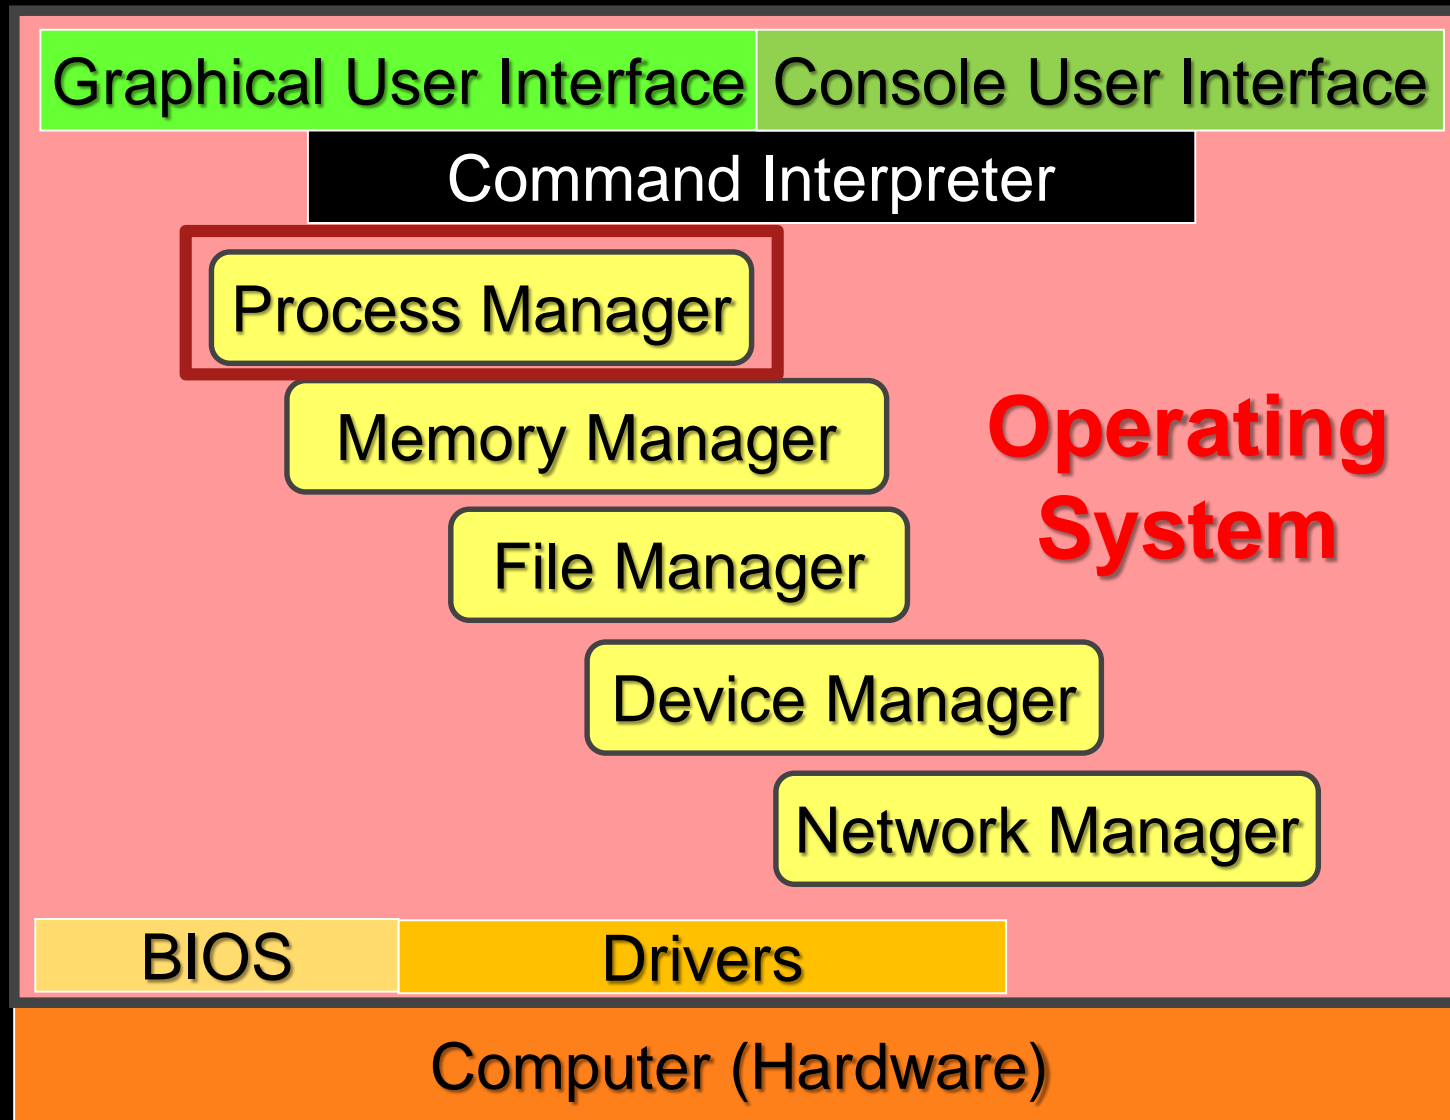 Graphical User Interface Console User Interface
Command Interpreter
Process Manager
Memory Manager
Operating
System
File Manager
Device Manager
Network Manager
BIOS Drivers
Computer (Hardware)